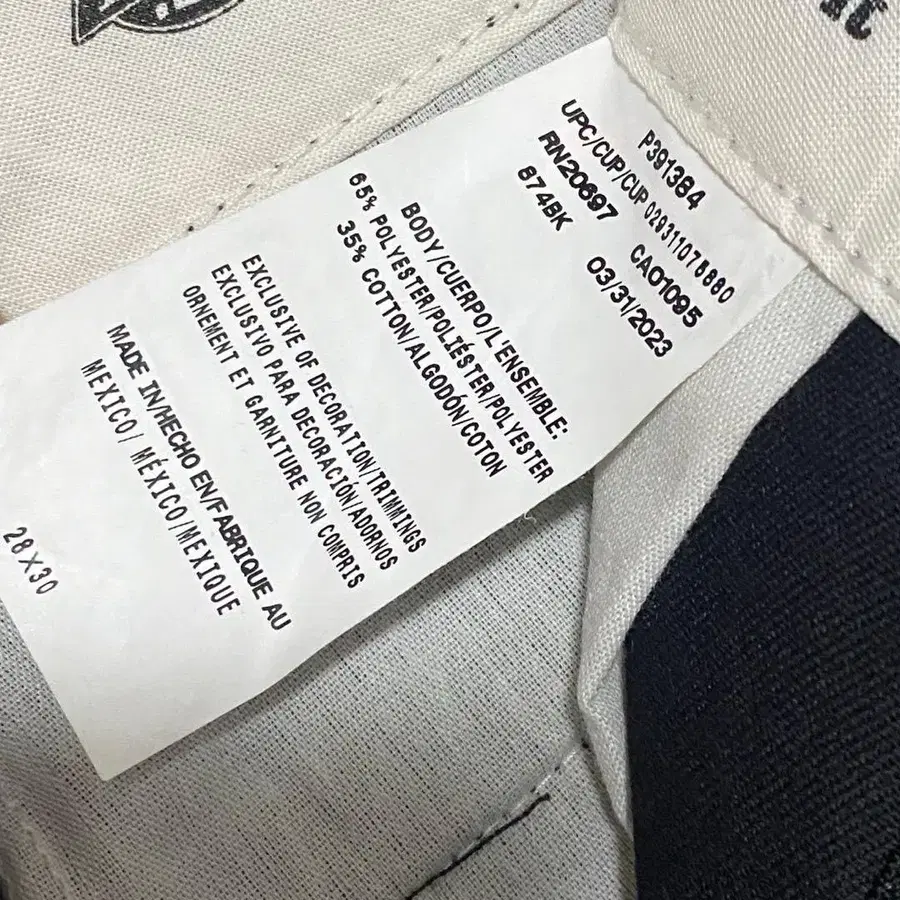 P391384
UPC/CUP/CUP 029311075880
RN20697 CA01095
874BK 03/31/2023
BODY/CUERPO/L'ENSEMBLE:
65% POLYESTER/POLIÉSTER/POLYESTER
35% COTTON/ALGODÓN/COTON
EXCLUSIVE OF DECORATION/TRIMMINGS
EXCLUSIVO PARA DECORACIÓN/ADORNOS
ORNEMENT ET GARNITURE NON COMPRIS
MADE IN/HECHO EN/FABRIQUE AU
MEXICO/ MÉXICO/MEXIQUE
28X30